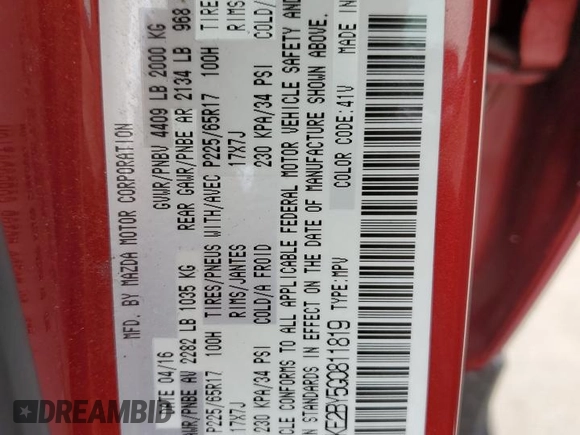 MFD. BY MAZDA MOTOR CORPORATION
04/16 GVWR/PNBV 4409 LB 2000 KG
GAWR/PNBE AV 2282 LB 1035 KG REAR GAWR/PNBE AR 2134 LB 968
P225/65R17 100H TIRES/PNEUS WITH/AVEC P225/65R17 100H TIRE
17X7J RIMS/JANTES 17X7J RIMS
230 KPA/34 PSI COLD/A FROID 230 KPA/34 PSI COLD/
VEHICLE CONFORMS TO ALL APPLICABLE FEDERAL MOTOR VEHICLE SAFETY AND
STANDARDS IN EFFECT ON THE DATE OF MANUFACTURE SHOWN ABOVE.
KE2BY5G0811819 TYPE:MPV COLOR CODE:41V MADE IN
RIDE N DRIVE